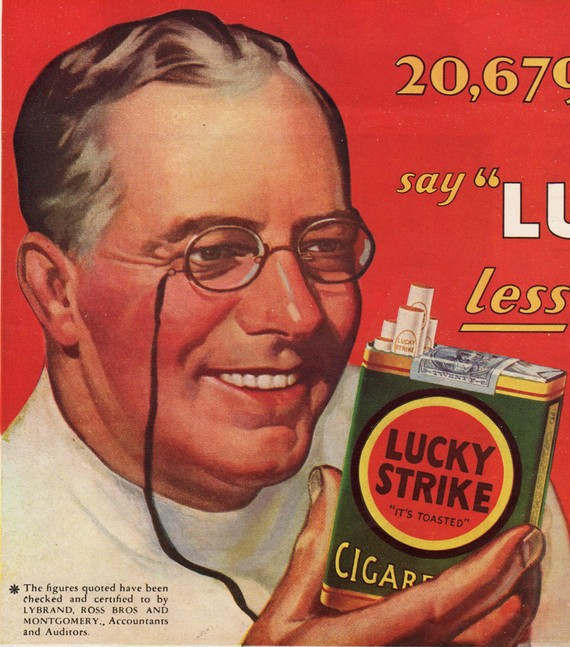 20,679
say “LU
less
LUCKY
STRIKE
TWENTY
LUCKY
STRIKE
"IT'S TOASTED"
CIGARE
* The figures quoted have been
checked and certified to by
LYBRAND, ROSS BROS AND
MONTGOMERY., Accountants
and Auditors.